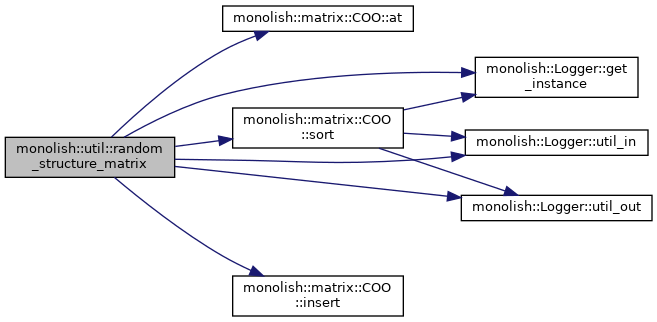 monolish::matrix::COO::at
monolish::Logger::get
_instance
monolish::matrix::COO
::sort
monolish::util::random
_structure_matrix
monolish::Logger::util_in
monolish::Logger::util_out
monolish::matrix::COO
::insert